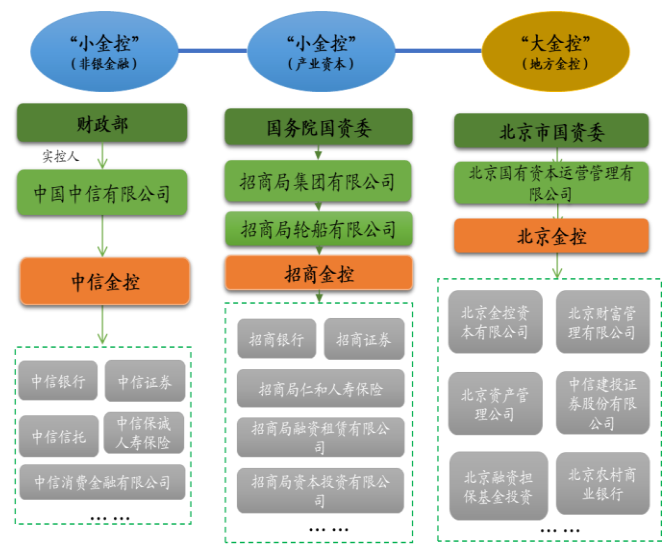 “小金控”
（非银金融）
“小金控”
（产业资本）
“大金控”
（地方金控）
财政部
实控人
中国中信有限公司
中信金控
中信银行
中信证券
中信信托
中信保诚
人寿保险
中信消费金融有限公司
... ...
国务院国资委
招商局集团有限公司
招商局轮船有限公司
招商金控
招商银行
招商证券
招商局仁和人寿保险
招商局融资租赁有限公
司
招商局资本投资有限公
司
... ...
北京市国资委
北京国有资本运营管理有
限公司
北京金控
北京金控资
本有限公司
北京财富管
理有限公司
北京资产管
理公司
中信建投证
券股份有限
公司
北京融资担
保基金投资
北京农村商
业银行
... ...